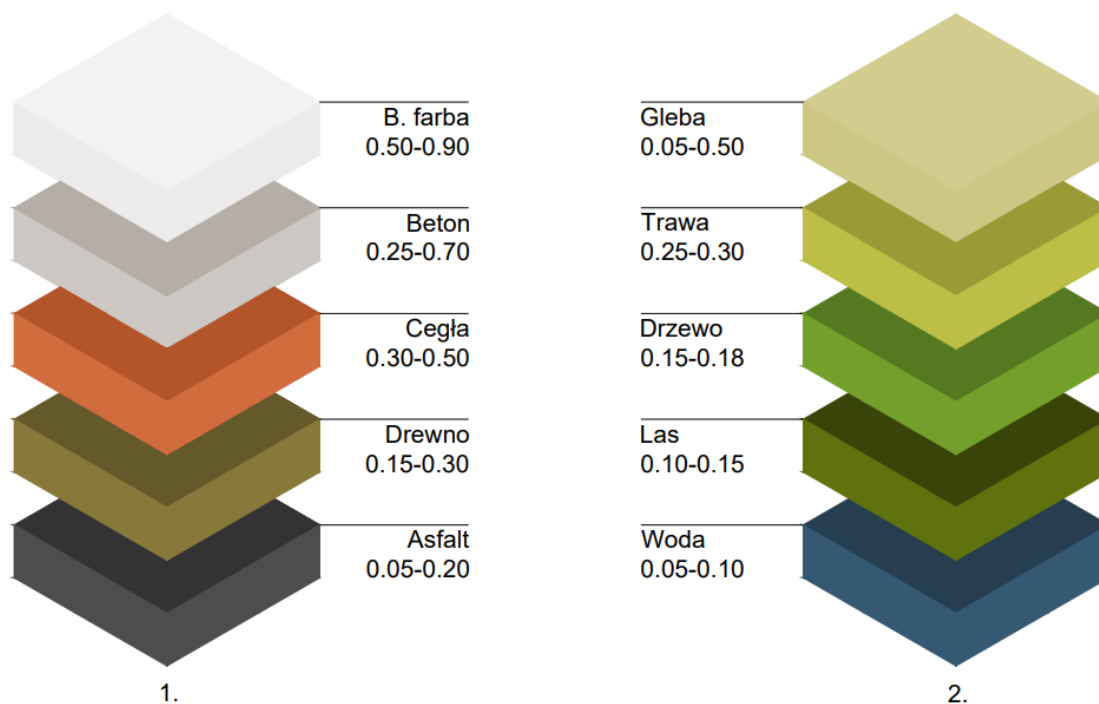 B. farba
0.50-0.90
Beton
0.25-0.70
Cegła
0.30-0.50
Drewno
0.15-0.30
Asfalt
0.05-0.20
1.
Gleba
0.05-0.50
Trawa
0.25-0.30
Drzewo
0.15-0.18
Las
0.10-0.15
Woda
0.05-0.10
2.